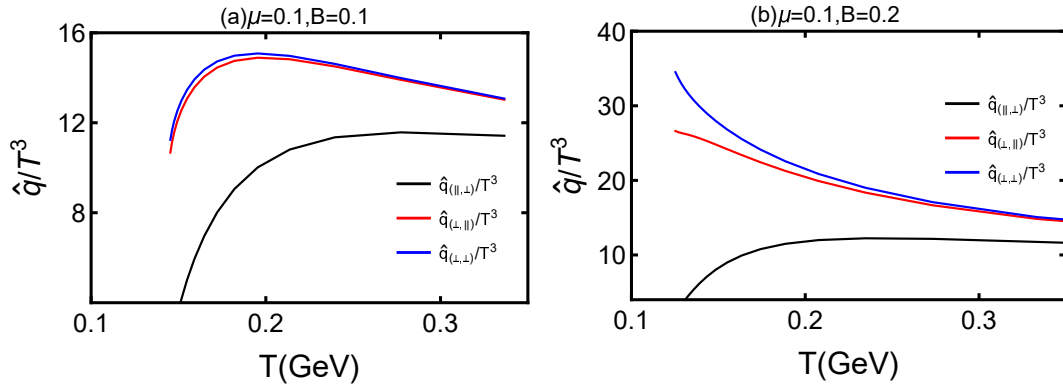 (a)μ=0.1,B=0.1
16
12
8
q̂/T³
q̂(∥,⊥)/T³
q̂(⊥,∥)/T³
q̂(⊥,⊥)/T³
0.1
0.2
0.3
T(GeV)
(b)μ=0.1,B=0.2
40
30
20
10
q̂/T³
q̂(∥,⊥)/T³
q̂(⊥,∥)/T³
q̂(⊥,⊥)/T³
0.1
0.2
0.3
T(GeV)